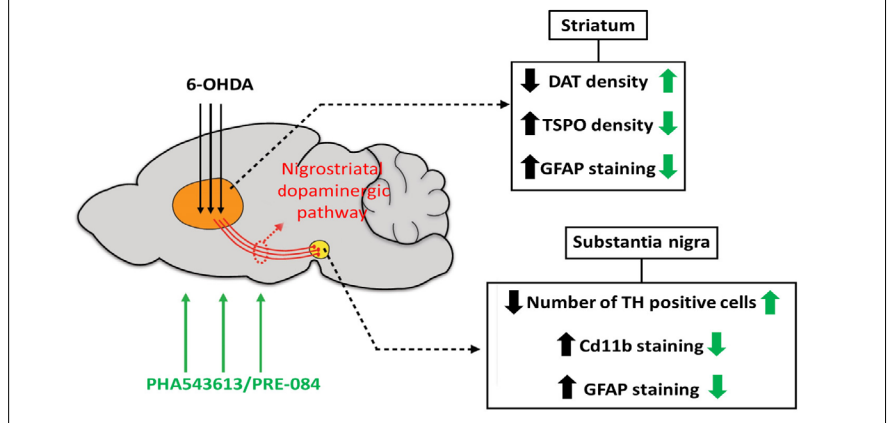 6-OHDA
Nigrostriatal
dopaminergic
pathway
PHA543613/PRE-084
Striatum
DAT density
TSPO density
GFAP staining
Substantia nigra
Number of TH positive cells
Cd11b staining
GFAP staining